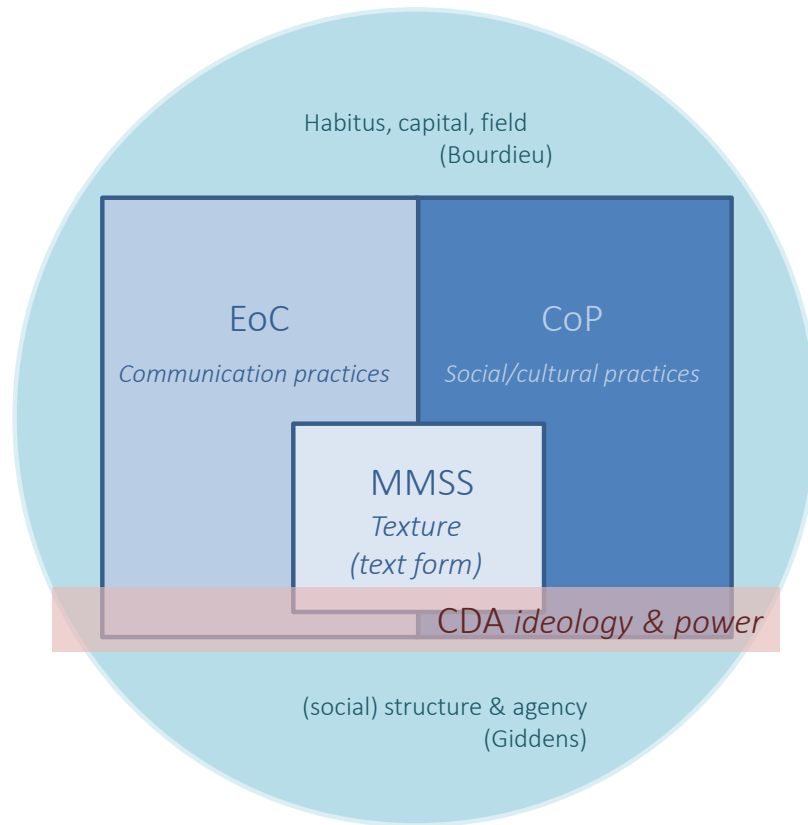 Habitus, capital, field
(Bourdieu)
EoC
Communication practices
CoP
Social/cultural practices
MMSS
Texture
(text form)
CDA ideology & power
(social) structure & agency
(Giddens)